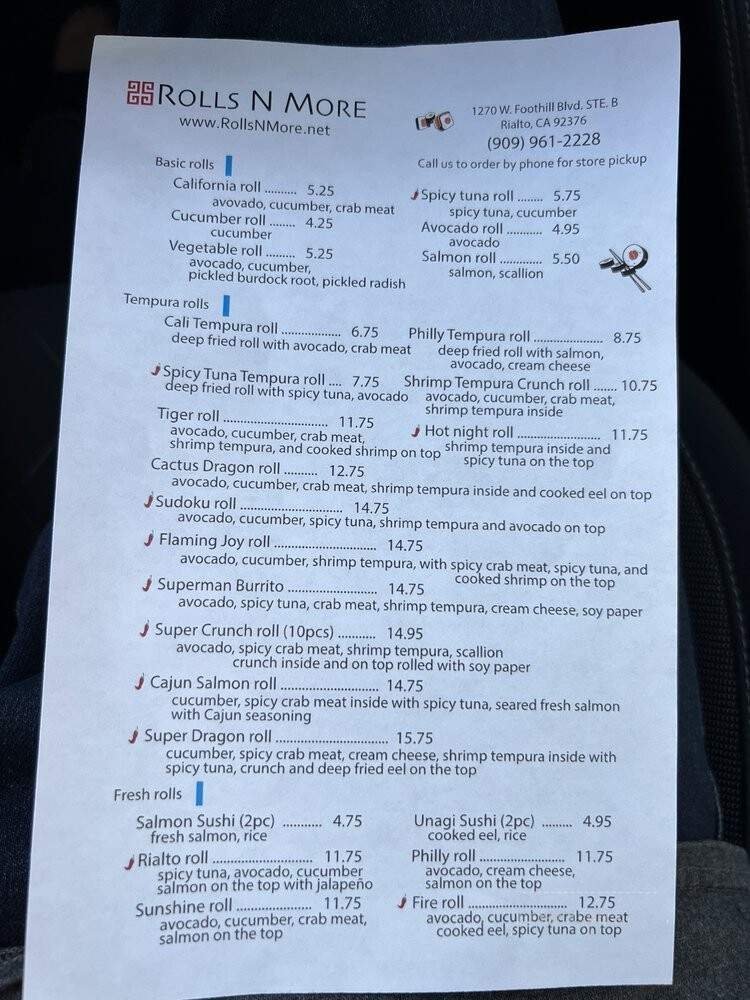 ROLLS N MORE
www.RollsNMore.net
1270 W. Foothill Blvd. STE. B
Rialto, CA 92376
(909) 961-2228
Call us to order by phone for store pickup
Basic rolls
California roll .......... 5.25
avovado, cucumber, crab meat
Cucumber roll ........ 4.25
cucumber
Vegetable roll ......... 5.25
avocado, cucumber,
pickled burdock root, pickled radish
Spicy tuna roll ........ 5.75
spicy tuna, cucumber
Avocado roll ........... 4.95
avocado
Salmon roll ............. 5.50
salmon, scallion
Tempura rolls
Cali Tempura roll .................. 6.75
deep fried roll with avocado, crab meat
Philly Tempura roll ..................... 8.75
deep fried roll with salmon,
avocado, cream cheese
Spicy Tuna Tempura roll .... 7.75
deep fried roll with spicy tuna, avocado
Shrimp Tempura Crunch roll ....... 10.75
avocado, cucumber, crab meat,
shrimp tempura inside
Tiger roll ................................ 11.75
avocado, cucumber, crab meat,
shrimp tempura, and cooked shrimp on top
Hot night roll ......................... 11.75
shrimp tempura inside and
spicy tuna on the top
Cactus Dragon roll .......... 12.75
avocado, cucumber, crab meat, shrimp tempura inside and cooked eel on top
Sudoku roll ............................... 14.75
avocado, cucumber, spicy tuna, shrimp tempura and avocado on top
Flaming Joy roll ............................... 14.75
avocado, cucumber, shrimp tempura, with spicy crab meat, spicy tuna, and
cooked shrimp on the top
Superman Burrito ........................... 14.75
avocado, spicy tuna, crab meat, shrimp tempura, cream cheese, soy paper
Super Crunch roll (10pcs) ........... 14.95
avocado, spicy crab meat, shrimp tempura, scallion
crunch inside and on top rolled with soy paper
Cajun Salmon roll ............................. 14.75
cucumber, spicy crab meat inside with spicy tuna, seared fresh salmon
with Cajun seasoning
Super Dragon roll .................................. 15.75
cucumber, spicy crab meat, cream cheese, shrimp tempura inside with
spicy tuna, crunch and deep fried eel on the top
Fresh rolls
Salmon Sushi (2pc) ............ 4.75
fresh salmon, rice
Unagi Sushi (2pc) ......... 4.95
cooked eel, rice
Rialto roll .............................. 11.75
spicy tuna, avocado, cucumber
salmon on the top with jalapeño
Philly roll .......................... 11.75
avocado, cream cheese,
salmon on the top
Sunshine roll ....................... 11.75
avocado, cucumber, crab meat,
salmon on the top
Fire roll .............................. 12.75
avocado, cucumber, crabe meat
cooked eel, spicy tuna on top